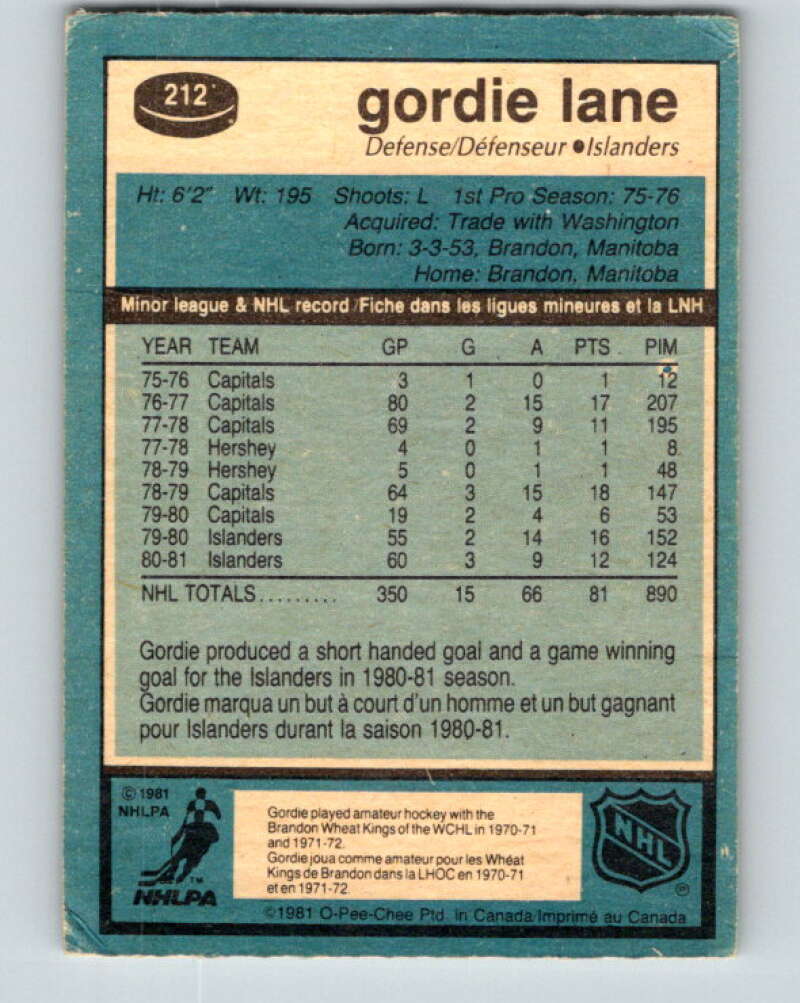 212
gordie lane
Defense/Défenseur ●Islanders
Ht: 6'2" Wt: 195 Shoots: L 1st Pro Season: 75-76
Acquired: Trade with Washington
Born: 3-3-53, Brandon, Manitoba
Home: Brandon, Manitoba
Minor league & NHL record/Fiche dans les ligues mineures et la LNH
YEAR TEAM GP G A PTS PIM
75-76 Capitals 3 1 0 1 12
76-77 Capitals 80 2 15 17 207
77-78 Capitals 69 2 9 11 195
77-78 Hershey 4 0 1 1 8
78-79 Hershey 5 0 1 1 48
78-79 Capitals 64 3 15 18 147
79-80 Capitals 19 2 4 6 53
79-80 Islanders 55 2 14 16 152
80-81 Islanders 60 3 9 12 124
NHL TOTALS......... 350 15 66 81 890
Gordie produced a short handed goal and a game winning
goal for the Islanders in 1980-81 season.
Gordie marqua un but à court d'un homme et un but gagnant
pour Islanders durant la saison 1980-81.
© 1981
NHLPA
TM
NHLPA
Gordie played amateur hockey with the
Brandon Wheat Kings of the WCHL in 1970-71
and 1971-72.
Gordie joua comme amateur pour les Whéat
Kings de Brandon dans la LHOC en 1970-71
et en 1971-72.
NHL
©1981 O-Pee-Chee Ptd. in Canada/Imprimé au Canada